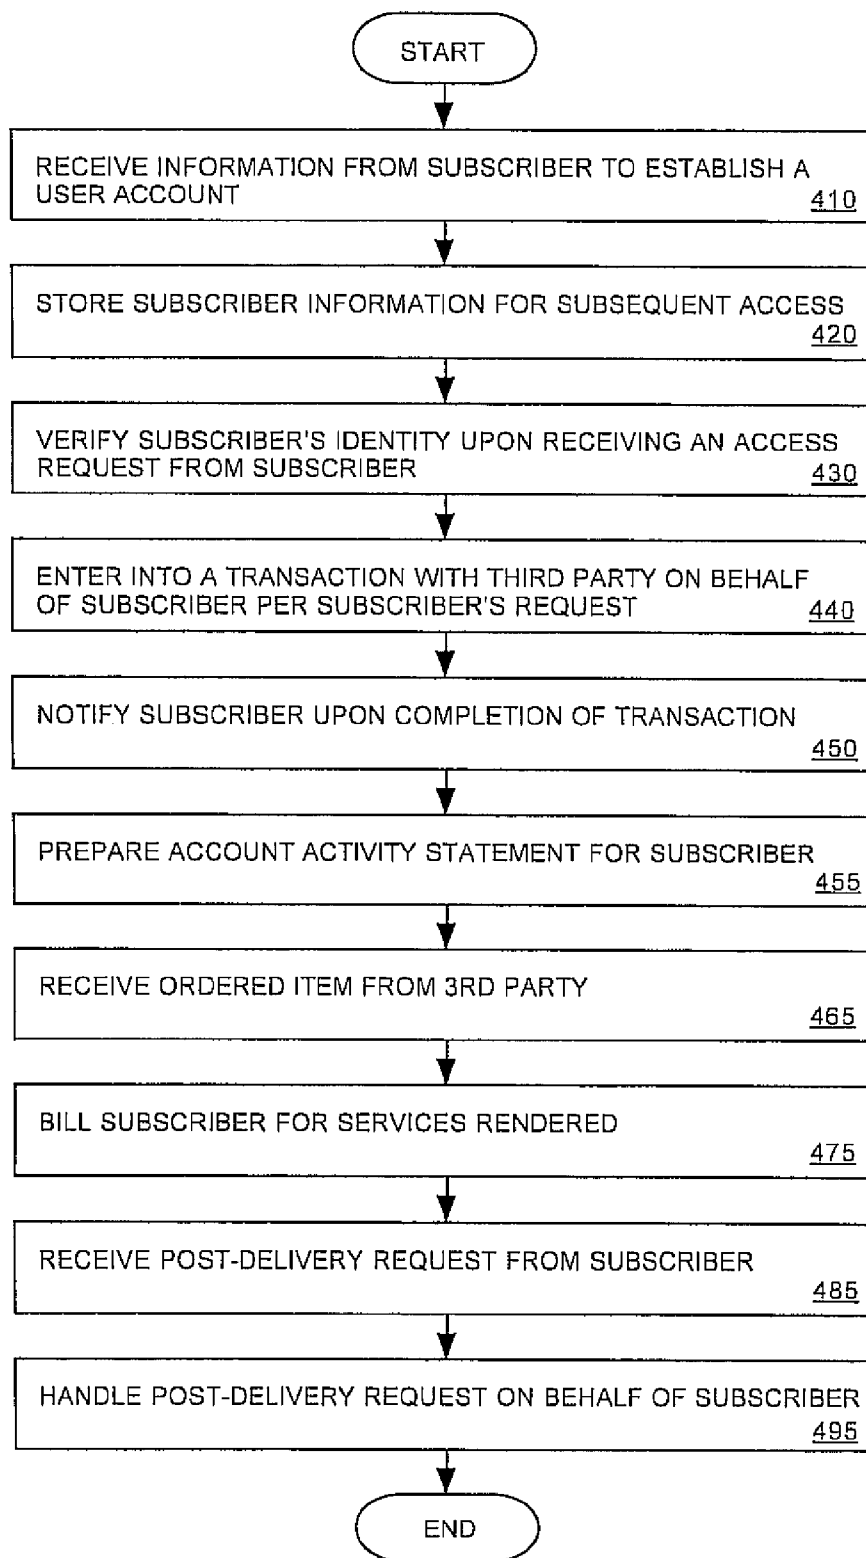 START
RECEIVE INFORMATION FROM SUBSCRIBER TO ESTABLISH A
USER ACCOUNT
410
STORE SUBSCRIBER INFORMATION FOR SUBSEQUENT ACCESS
420
VERIFY SUBSCRIBER'S IDENTITY UPON RECEIVING AN ACCESS
REQUEST FROM SUBSCRIBER
430
ENTER INTO A TRANSACTION WITH THIRD PARTY ON BEHALF
OF SUBSCRIBER PER SUBSCRIBER'S REQUEST
440
NOTIFY SUBSCRIBER UPON COMPLETION OF TRANSACTION
450
PREPARE ACCOUNT ACTIVITY STATEMENT FOR SUBSCRIBER
455
RECEIVE ORDERED ITEM FROM 3RD PARTY
465
BILL SUBSCRIBER FOR SERVICES RENDERED
475
RECEIVE POST-DELIVERY REQUEST FROM SUBSCRIBER
485
HANDLE POST-DELIVERY REQUEST ON BEHALF OF SUBSCRIBER
495
END